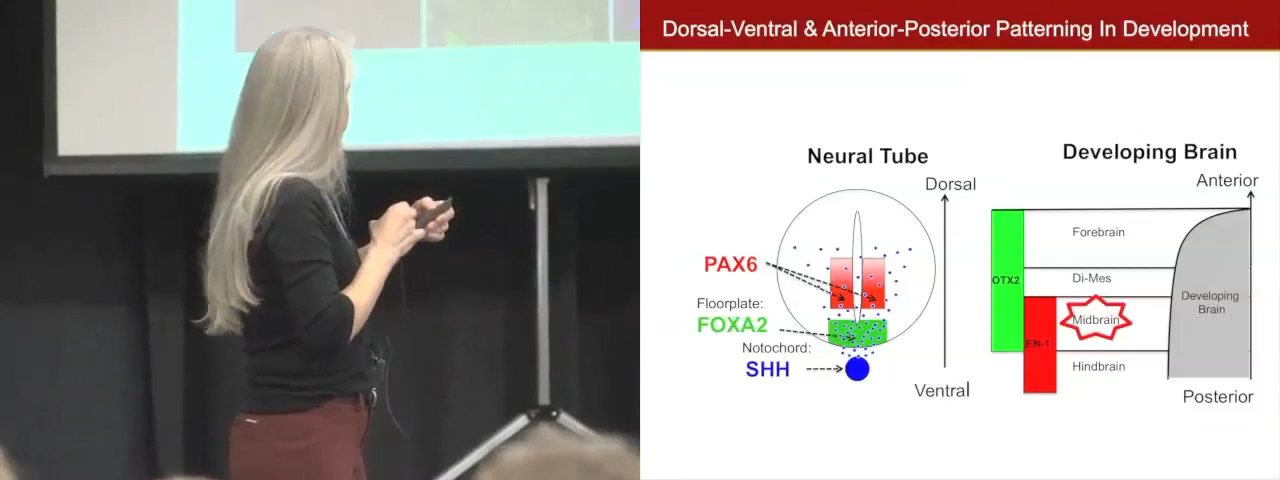 Dorsal-Ventral & Anterior-Posterior Patterning In Development
Neural Tube
Dorsal
PAX6
Floorplate:
FOXA2
Notochord:
SHH
Ventral
Developing Brain
Anterior
Forebrain
OTX2
Di-Mes
Developing
Brain
Midbrain
EN-1
Hindbrain
Posterior